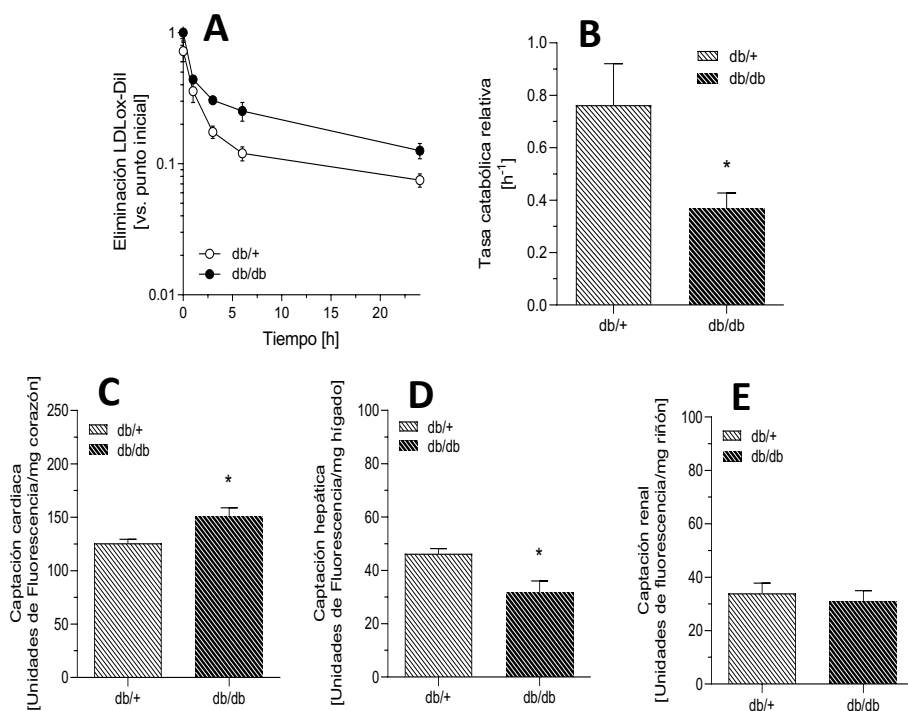 A
Eliminación LDLox-DiI
[vs. punto inicial]
1
0.1
0.01
db/+
db/db
0
5
10
15
20
Tiempo [h]
B
Tasa catabólica relativa
[h-1]
1.0
0.8
0.6
0.4
0.2
0.0
db/+
db/db
*
db/+
db/db
C
Captación cardiaca
[Unidades de Fluorescencia/mg corazón]
250
200
150
125
100
50
0
db/+
db/db
*
db/+
db/db
D
Captación hepática
[Unidades de Fluorescencia/mg hígado]
100
80
60
40
20
0
db/+
db/db
*
db/+
db/db
E
Captación renal
[Unidades de fluorescencia/mg riñón]
100
80
60
40
20
0
db/+
db/db
db/+
db/db